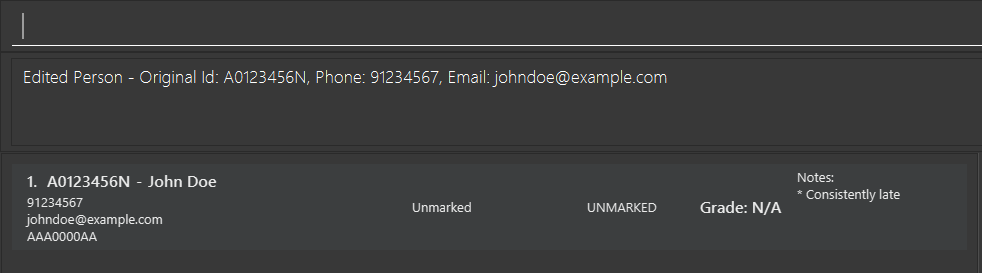 Edited Person - Original Id: A0123456N, Phone: 91234567, Email: johndoe@example.com
1. A0123456N - John Doe
91234567
johndoe@example.com
AAA0000AA
Unmarked
UNMARKED
Grade: N/A
Notes:
* Consistently late